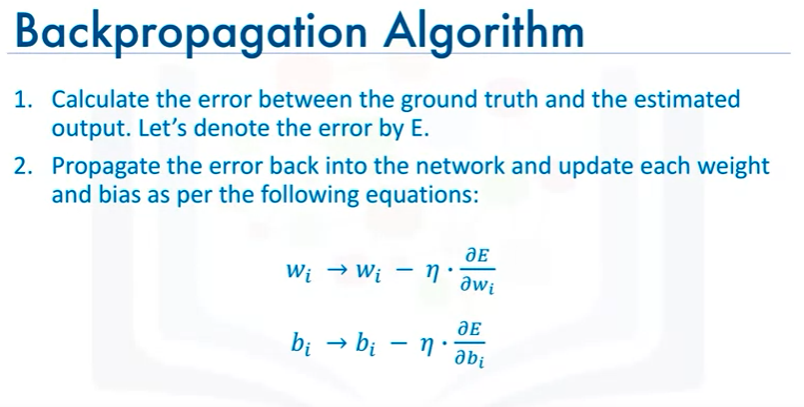 Backpropagation Algorithm
1. Calculate the error between the ground truth and the estimated
output. Let's denote the error by E.
2. Propagate the error back into the network and update each weight
and bias as per the following equations:
wᵢ → wᵢ − η · ∂E/∂wᵢ
bᵢ → bᵢ − η · ∂E/∂bᵢ